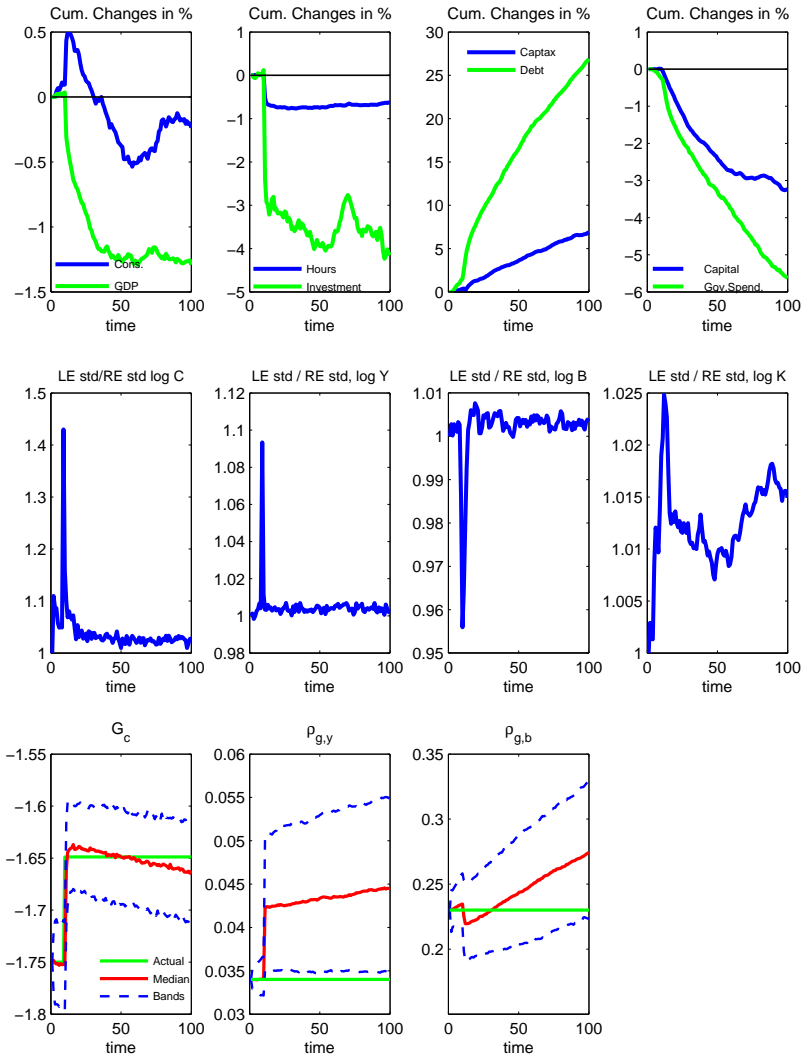 Cum. Changes in %
0.5
0
−0.5
−1
−1.5
Cons.
GDP
0 50 100
time
Cum. Changes in %
1
0
−1
−2
−3
−4
−5
Hours
Investment
0 50 100
time
Cum. Changes in %
30
25
20
15
10
5
0
Captax
Debt
0 50 100
time
Cum. Changes in %
1
0
−1
−2
−3
−4
−5
−6
Capital
Gov.Spend.
0 50 100
time
LE std/RE std log C
1.5
1.4
1.3
1.2
1.1
1
0 50 100
time
LE std / RE std, log Y
1.12
1.1
1.08
1.06
1.04
1.02
1
0.98
0 50 100
time
LE std / RE std, log B
1.01
1
0.99
0.98
0.97
0.96
0.95
0 50 100
time
LE std / RE std, log K
1.025
1.02
1.015
1.01
1.005
1
0 50 100
time
G_c
−1.55
−1.6
−1.65
−1.7
−1.75
−1.8
Actual
Median
Bands
0 50 100
time
ρ_g,y
0.06
0.055
0.05
0.045
0.04
0.035
0.03
0 50 100
time
ρ_g,b
0.35
0.3
0.25
0.2
0 50 100
time